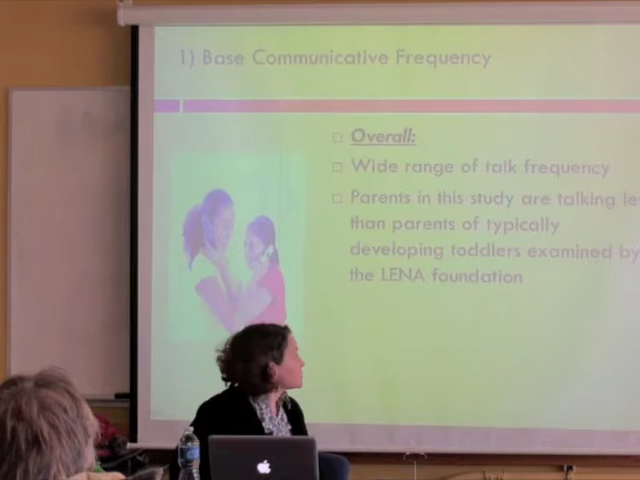 1) Base Communicative Frequency
Overall:
Wide range of talk frequency
Parents in this study are talking
than parents of typically
developing toddlers examined by
the LENA foundation